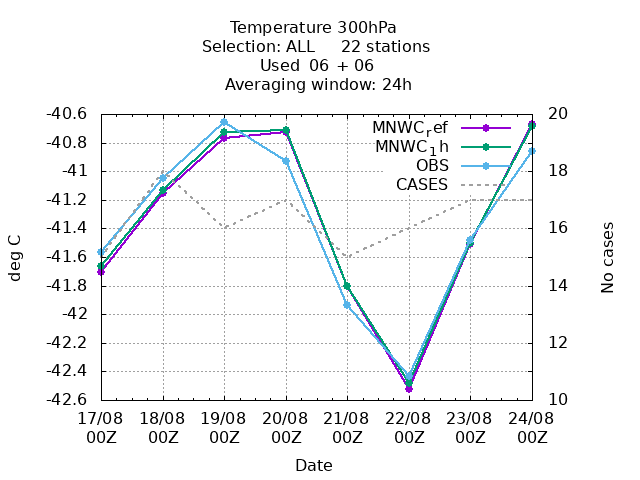 Temperature 300hPa
Selection: ALL 22 stations
Used 06 + 06
Averaging window: 24h
MNWC_ref
MNWC_1h
OBS
CASES
-40.6
-40.8
-41
-41.2
-41.4
-41.6
-41.8
-42
-42.2
-42.4
-42.6
deg C
20
18
16
14
12
10
No cases
17/08 18/08 19/08 20/08 21/08 22/08 23/08 24/08
00Z 00Z 00Z 00Z 00Z 00Z 00Z 00Z
Date